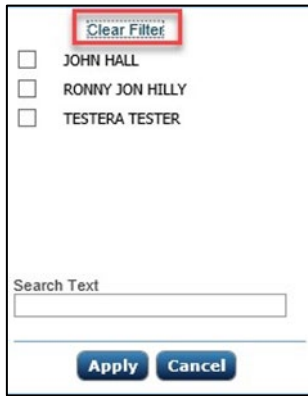 Clear Filter
JOHN HALL
RONNY JON HILLY
TESTERA TESTER
Search Text
Apply Cancel